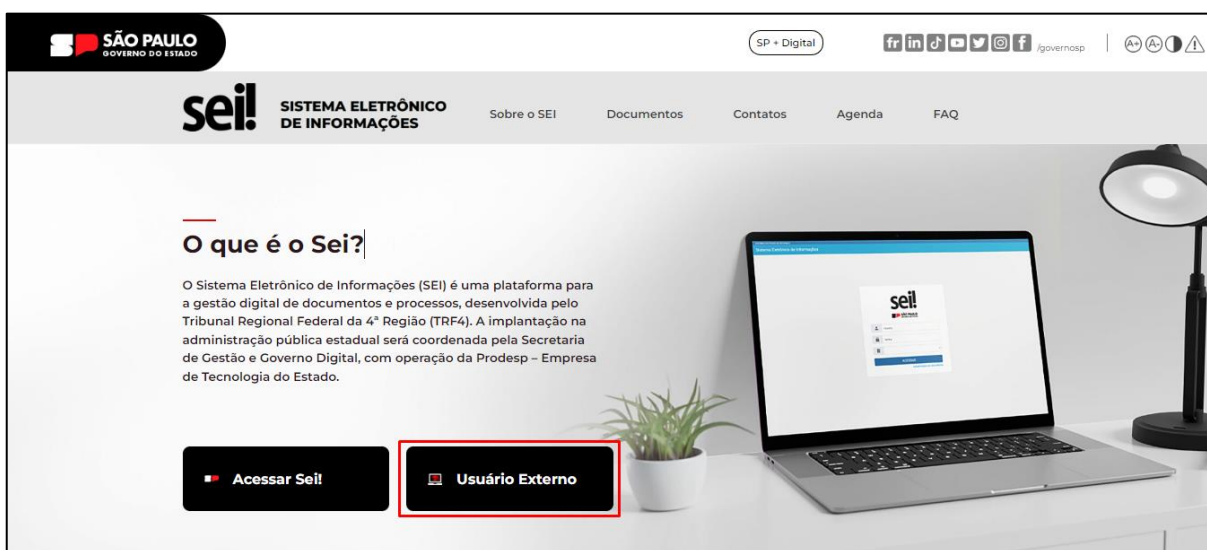 SÃO PAULO
GOVERNO DO ESTADO
SP + Digital
/governosp
A+ A-
sei!
SISTEMA ELETRÔNICO
DE INFORMAÇÕES
Sobre o SEI
Documentos
Contatos
Agenda
FAQ
O que é o Sei?
O Sistema Eletrônico de Informações (SEI) é uma plataforma para
a gestão digital de documentos e processos, desenvolvida pelo
Tribunal Regional Federal da 4ª Região (TRF4). A implantação na
administração pública estadual será coordenada pela Secretaria
de Gestão e Governo Digital, com operação da Prodesp – Empresa
de Tecnologia do Estado.
sei!
Acessar Sei!
Usuário Externo